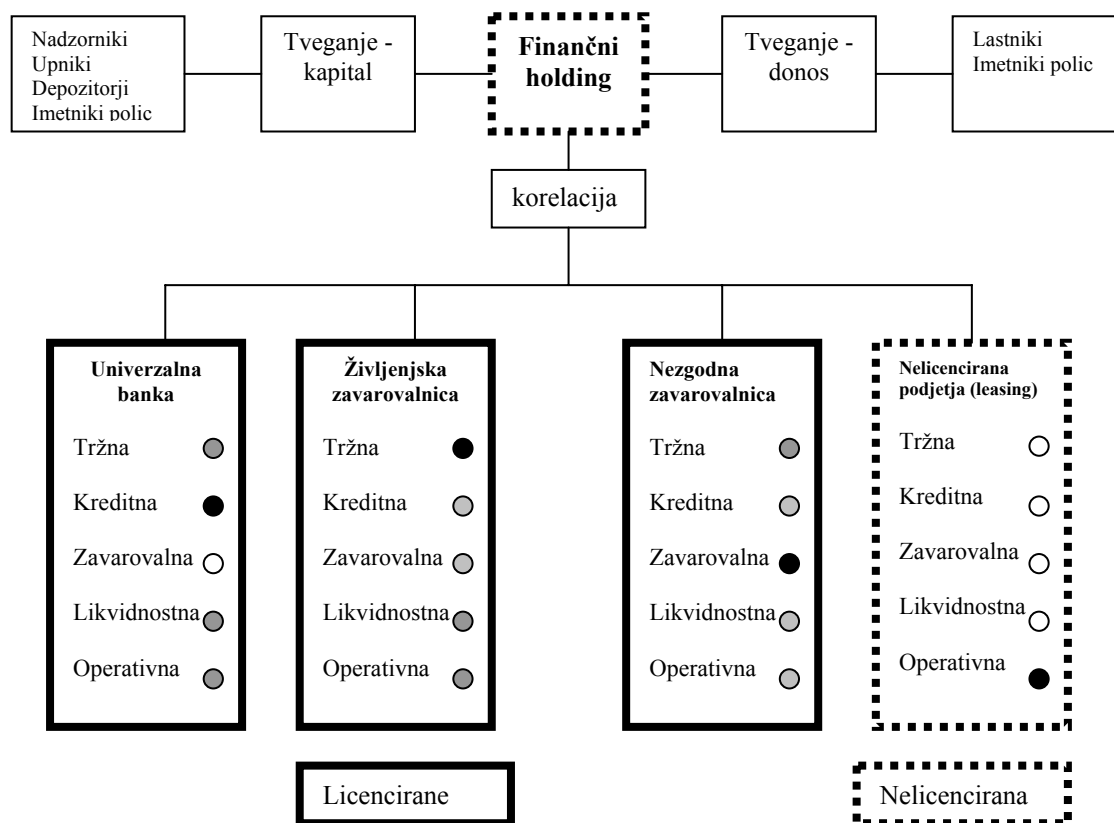 Nadzorniki
Upniki
Depozitorji
Imetniki polic
Tveganje -
kapital
Finančni
holding
Tveganje -
donos
Lastniki
Imetniki polic
korelacija
Univerzalna
banka
Tržna
Kreditna
Zavarovalna
Likvidnostna
Operativna
Življenjska
zavarovalnica
Tržna
Kreditna
Zavarovalna
Likvidnostna
Operativna
Nezgodna
zavarovalnica
Tržna
Kreditna
Zavarovalna
Likvidnostna
Operativna
Nelicencirana
podjetja (leasing)
Tržna
Kreditna
Zavarovalna
Likvidnostna
Operativna
Licencirane
Nelicencirana